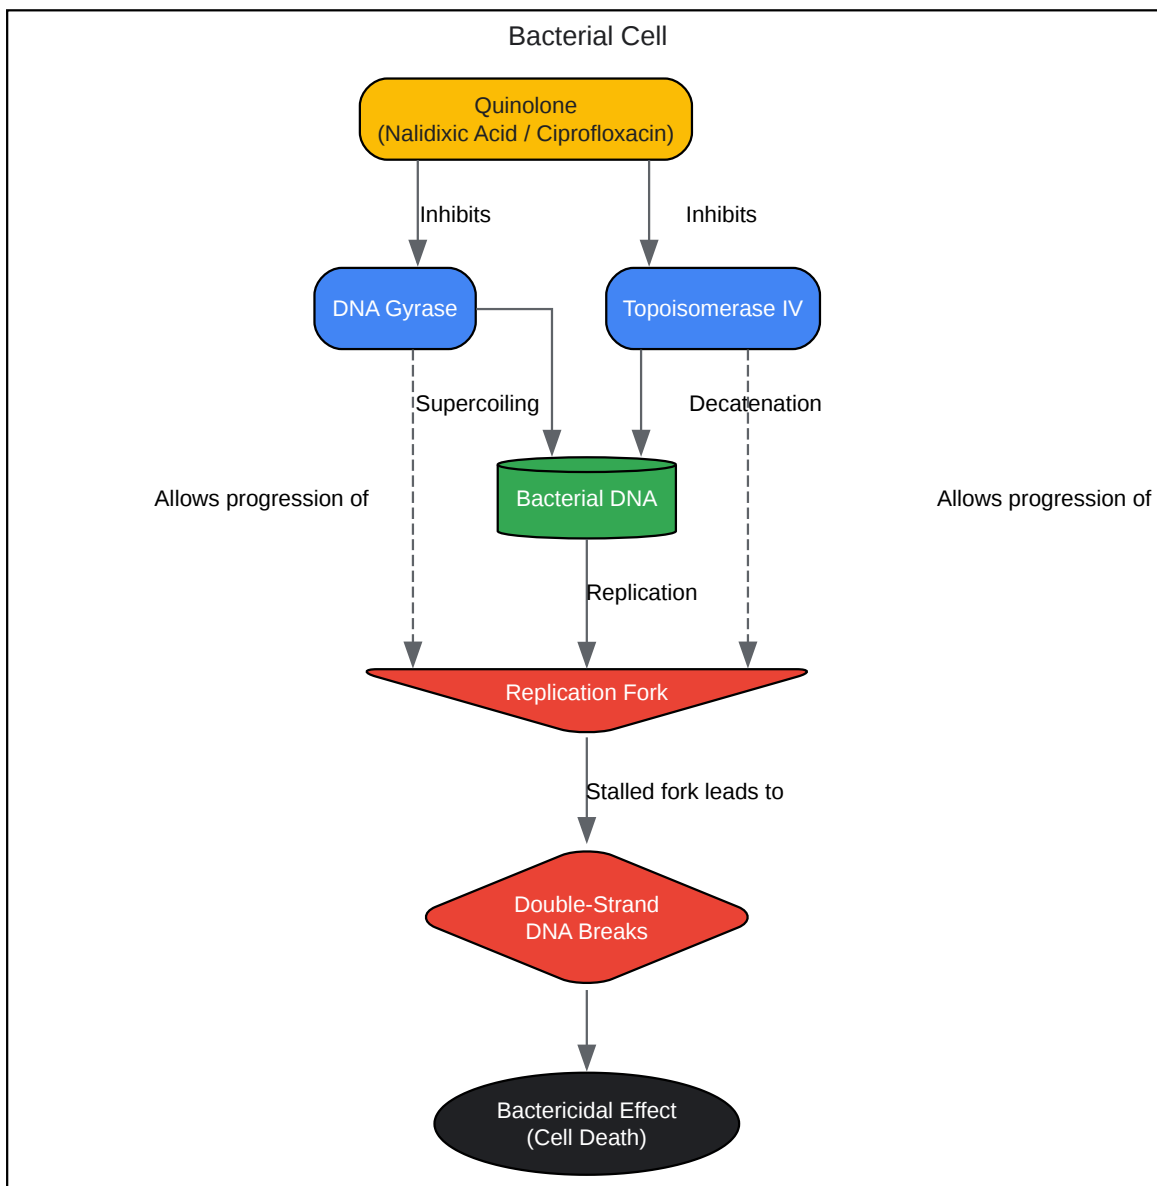 Bacterial Cell
Quinolone
(Nalidixic Acid / Ciprofloxacin)
Inhibits
Inhibits
DNA Gyrase
Topoisomerase IV
Supercoiling
Decatenation
Allows progression of
Bacterial DNA
Allows progression of
Replication
Replication Fork
Stalled fork leads to
Double-Strand
DNA Breaks
Bactericidal Effect
(Cell Death)